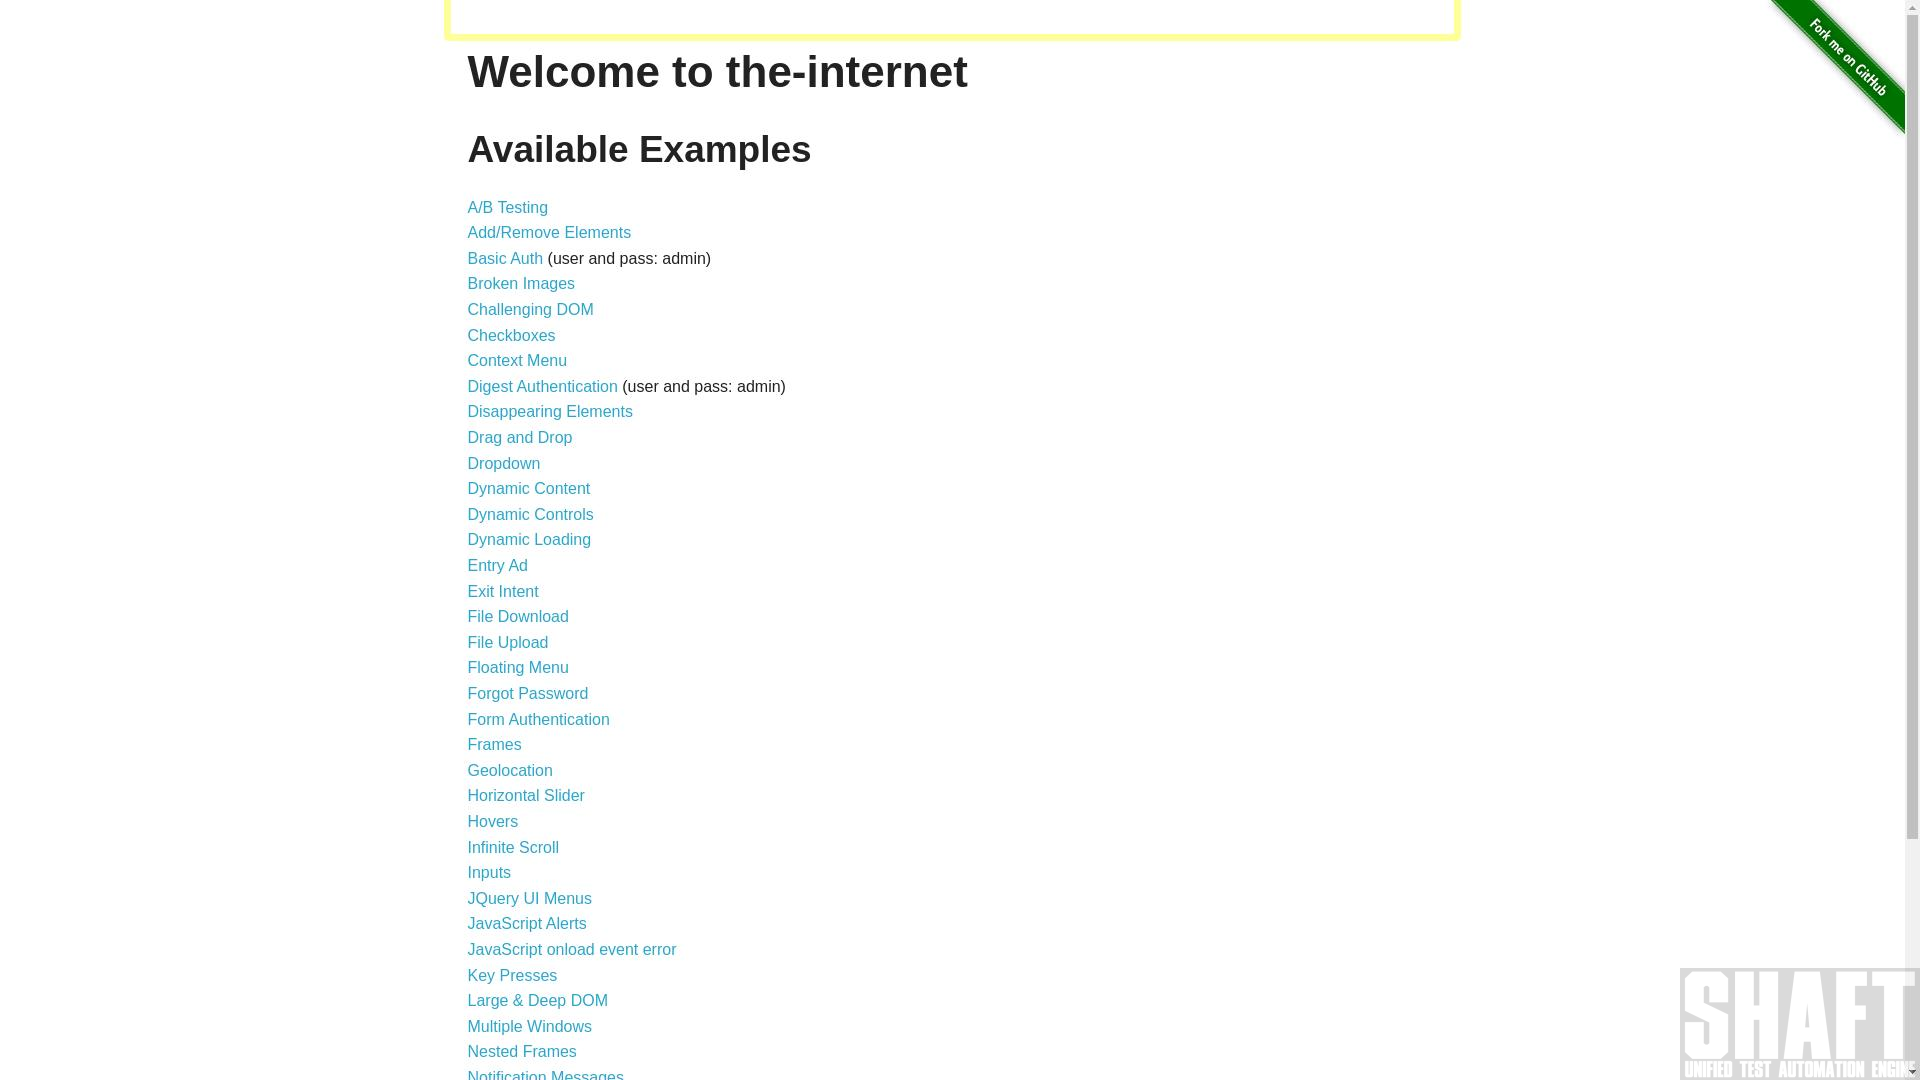 Fork me on GitHub
Welcome to the-internet
Available Examples
A/B Testing
Add/Remove Elements
Basic Auth (user and pass: admin)
Broken Images
Challenging DOM
Checkboxes
Context Menu
Digest Authentication (user and pass: admin)
Disappearing Elements
Drag and Drop
Dropdown
Dynamic Content
Dynamic Controls
Dynamic Loading
Entry Ad
Exit Intent
File Download
File Upload
Floating Menu
Forgot Password
Form Authentication
Frames
Geolocation
Horizontal Slider
Hovers
Infinite Scroll
Inputs
JQuery UI Menus
JavaScript Alerts
JavaScript onload event error
Key Presses
Large & Deep DOM
Multiple Windows
Nested Frames
Notification Messages
SHAFT
UNIFIED TEST AUTOMATION ENGINE